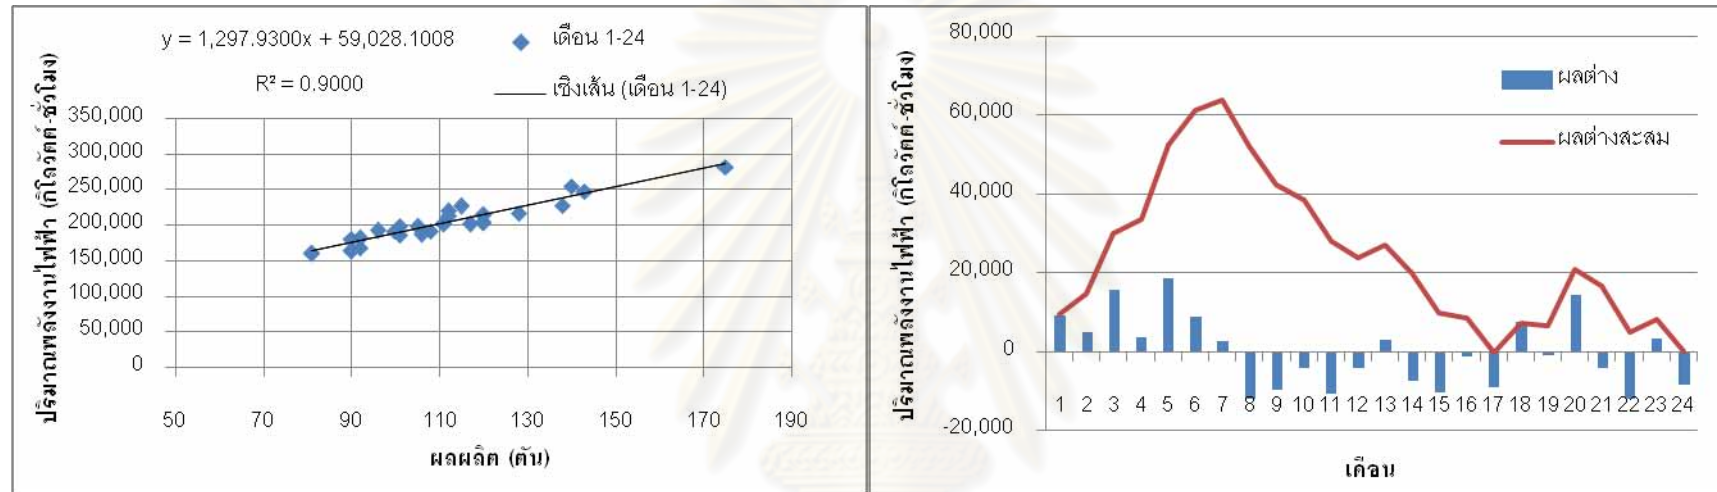 y = 1,297.9300x + 59,028.1008
เดือน 1-24
R² = 0.9000
เชิงเส้น (เดือน 1-24)
ปริมาณพลังงานไฟฟ้า (กิโลวัตต์-ชั่วโมง)
350,000
300,000
250,000
200,000
150,000
100,000
50,000
0
50 70 90 110 130 150 170 190
ผลผลิต (ตัน)
ปริมาณพลังงานไฟฟ้า (กิโลวัตต์-ชั่วโมง)
80,000
60,000
40,000
20,000
0
-20,000
ผลต่าง
ผลต่างสะสม
1 2 3 4 5 6 7 8 9 10 11 12 13 14 15 16 17 18 19 20 21 22 23 24
เดือน